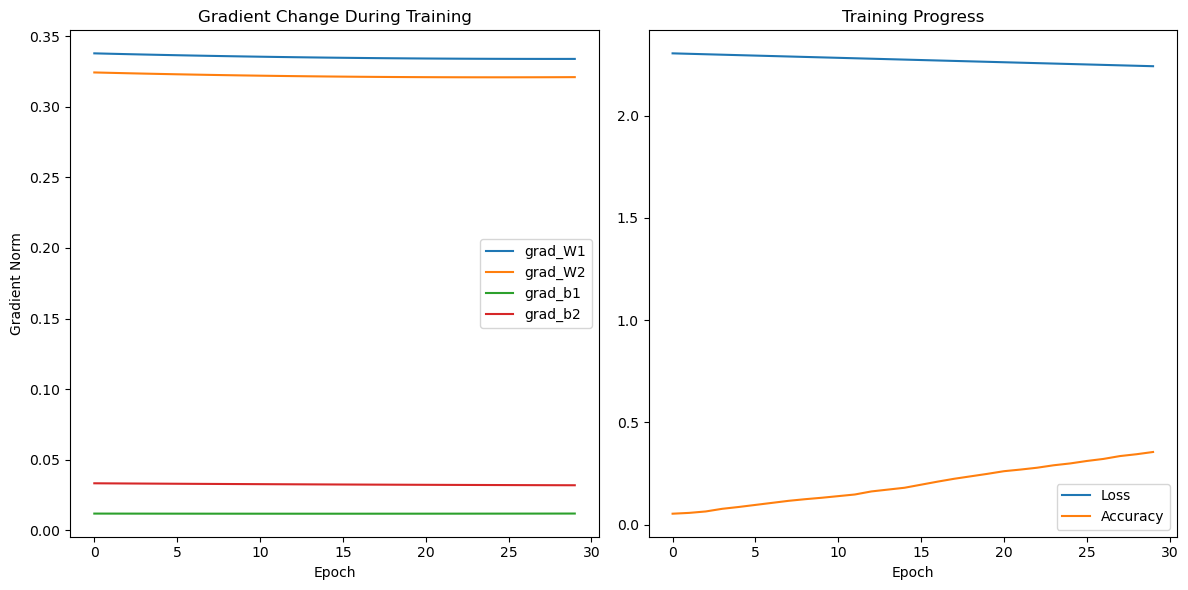 Gradient Change During Training
0.35
0.30
0.25
0.20
0.15
0.10
0.05
0.00
Gradient Norm
grad_W1
grad_W2
grad_b1
grad_b2
0 5 10 15 20 25 30
Epoch
Training Progress
2.0
1.5
1.0
0.5
0.0
Loss
Accuracy
0 5 10 15 20 25 30
Epoch